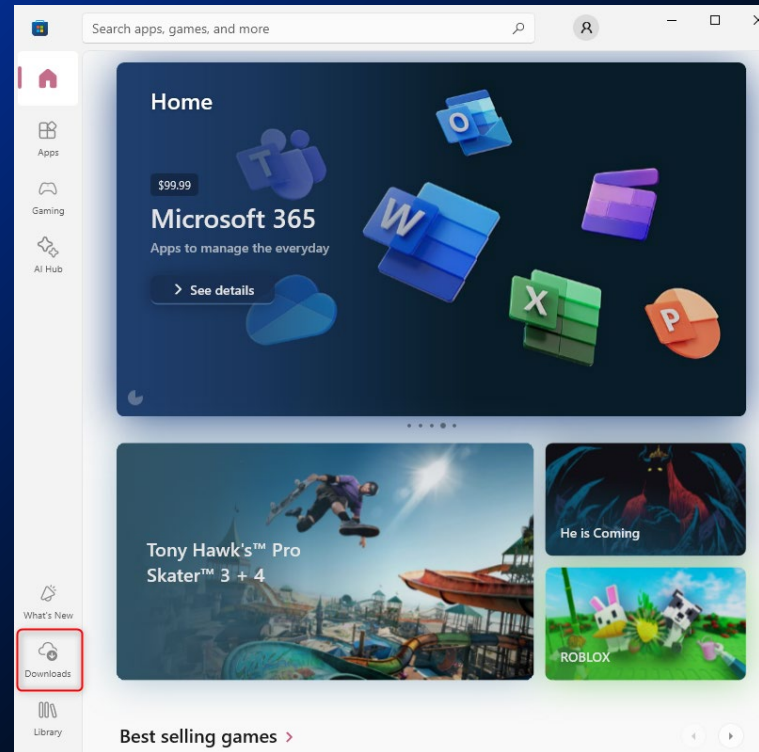 Search apps, games, and more
Home
Apps
Gaming
AI Hub
$99.99
Microsoft 365
Apps to manage the everyday
See details
Tony Hawk's™ Pro
Skater™ 3 + 4
He is Coming
ROBLOX
What's New
Downloads
Library
Best selling games